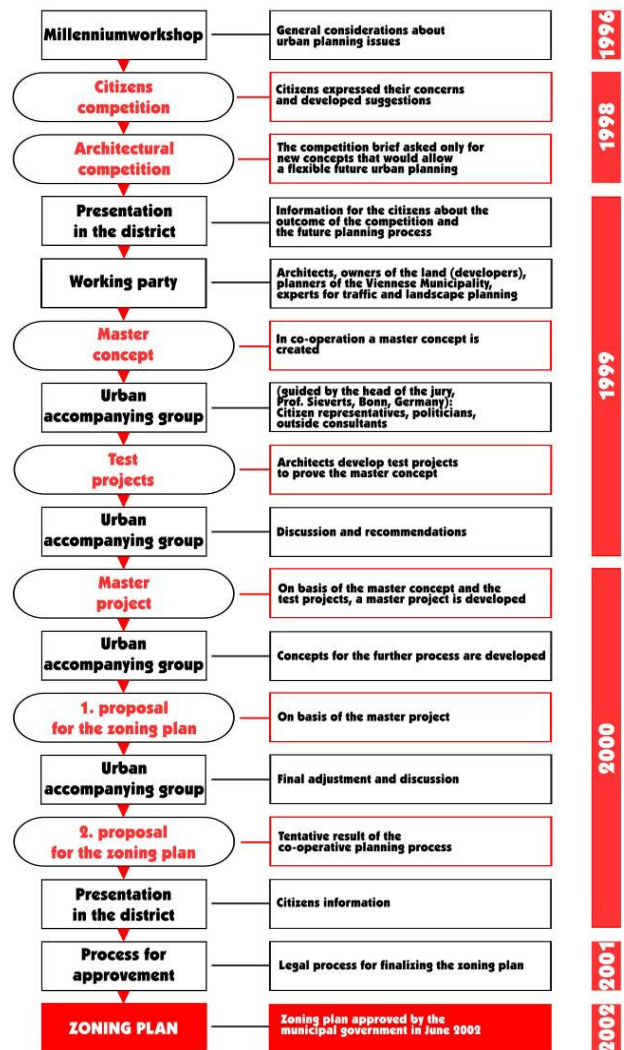 Millenniumworkshop
General considerations about
urban planning issues
1996
Citizens
competition
Citizens expressed their concerns
and developed suggestions
1998
Architectural
competition
The competition brief asked only for
new concepts that would allow
a flexible future urban planning
Presentation
in the district
Information for the citizens about the
outcome of the competition and
the future planning process
Working party
Architects, owners of the land (developers),
planners of the Viennese Municipality,
experts for traffic and landscape planning
Master
concept
In co-operation a master concept is
created
1999
Urban
accompanying group
(guided by the head of the jury,
Prof. Sieverts, Bonn, Germany):
Citizen representatives, politicians,
outside consultants
Test
projects
Architects develop test projects
to prove the master concept
Urban
accompanying group
Discussion and recommendations
Master
project
On basis of the master concept and the
test projects, a master project is developed
Urban
accompanying group
Concepts for the further process are developed
1. proposal
for the zoning plan
On basis of the master project
2000
Urban
accompanying group
Final adjustment and discussion
2. proposal
for the zoning plan
Tentative result of the
co-operative planning process
Presentation
in the district
Citizens information
Process for
approvement
Legal process for finalizing the zoning plan
2001
ZONING PLAN
Zoning plan approved by the
municipal government in June 2002
2002